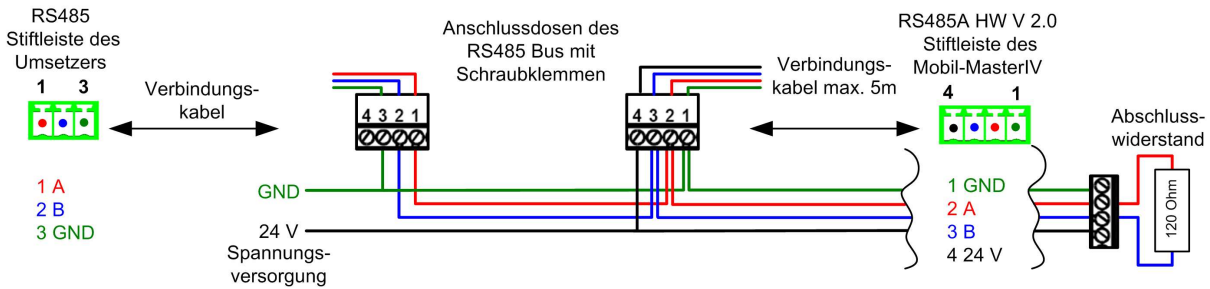 RS485
Stiftleiste des
Umsetzers
1 3
Verbindungs-
kabel
1 A
2 B
3 GND
Anschlussdosen des
RS485 Bus mit
Schraubklemmen
4 3 2 1
4 3 2 1
GND
24 V
Spannungs-
versorgung
Verbindungs-
kabel max. 5m
RS485A HW V 2.0
Stiftleiste des
Mobil-MasterIV
4 1
1 GND
2 A
3 B
4 24 V
Abschluss-
widerstand
120 Ohm